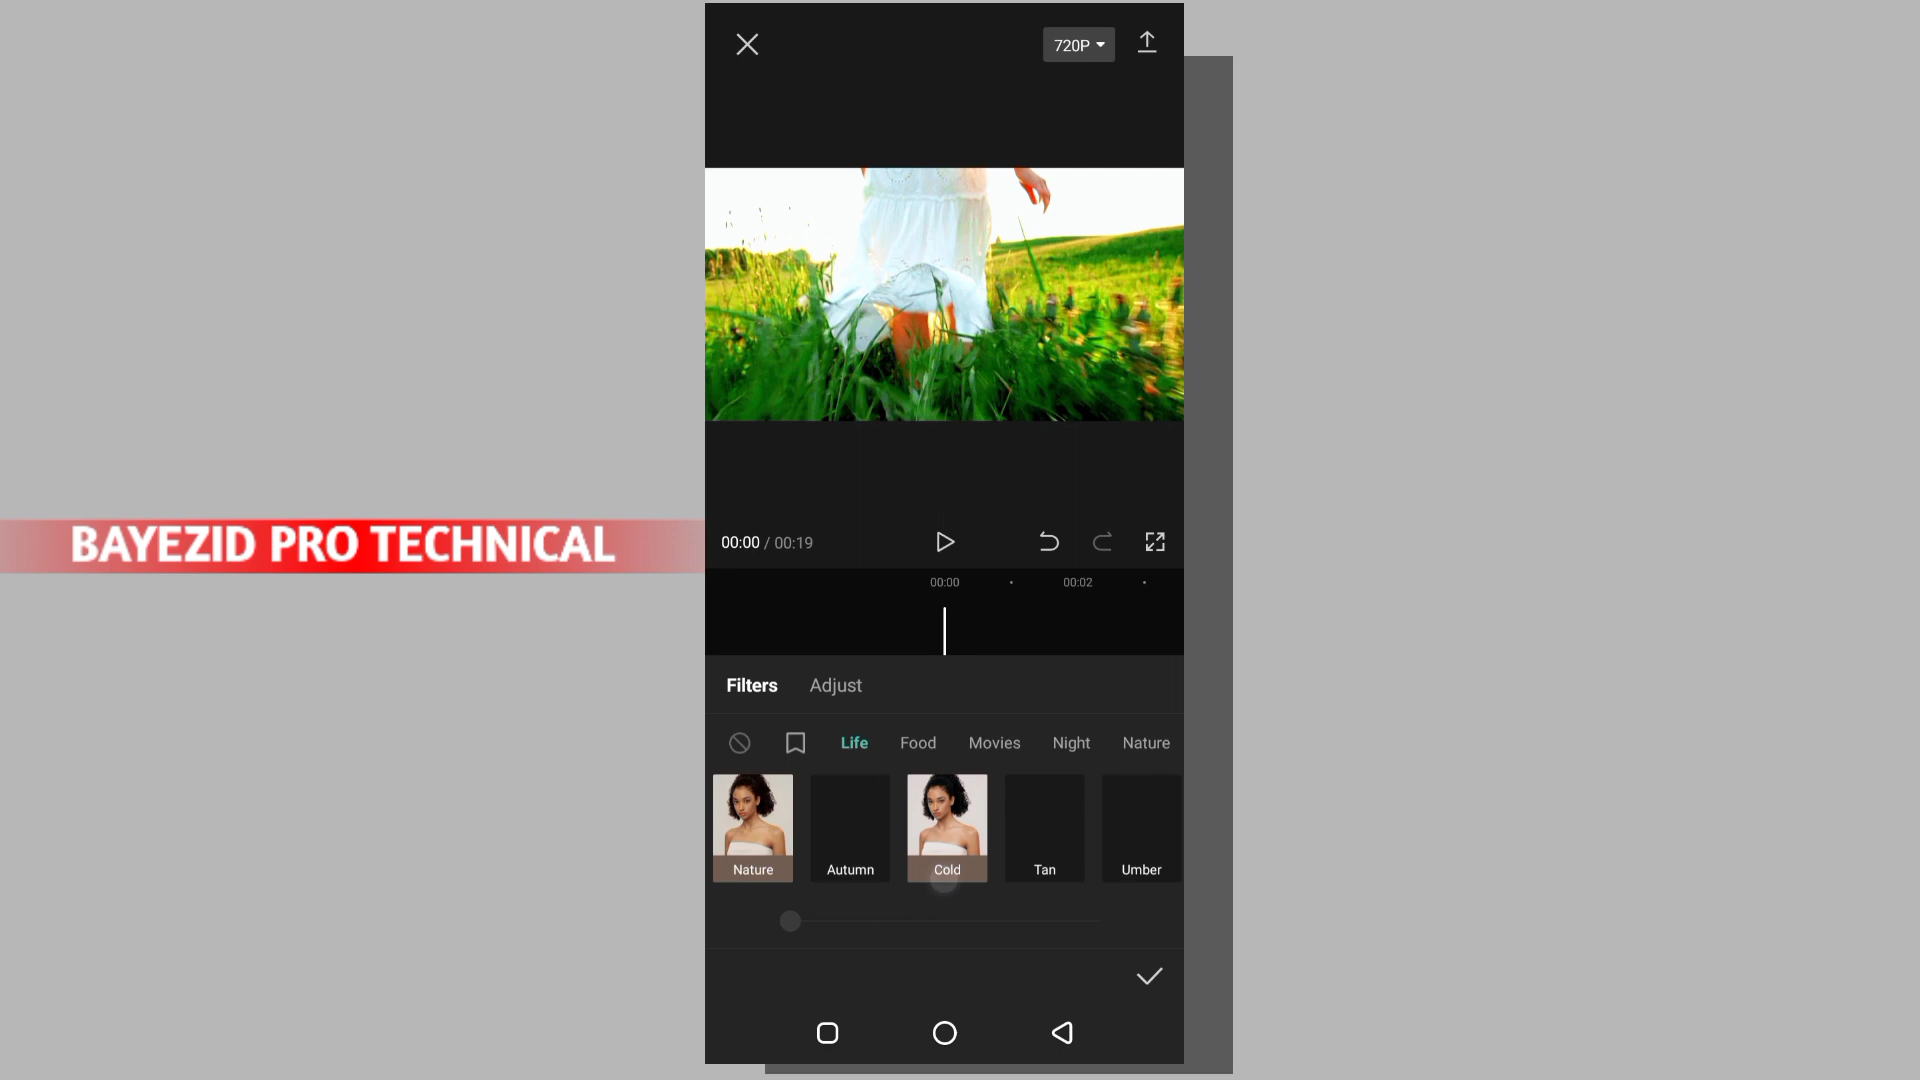 720P
BAYEZID PRO TECHNICAL
00:00 / 00:19
00:00 00:02
Filters Adjust
Life Food Movies Night Nature
Nature Autumn Cold Tan Umber